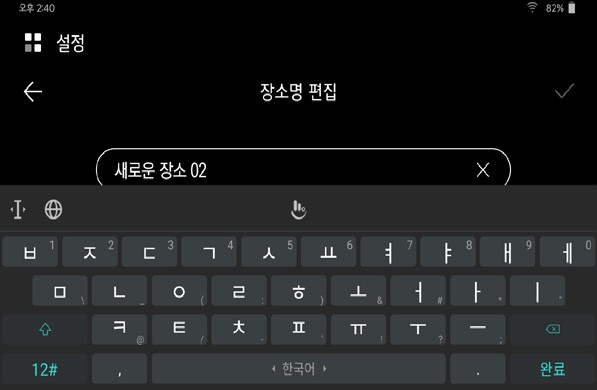 오후 2:40 82%
설정
장소명 편집
새로운 장소 02
ㅂ 1 ㅈ 2 ㄷ 3 ㄱ 4 ㅅ 5 ㅛ 6 ㅕ 7 ㅑ 8 ㅐ 9 ㅔ 0
ㅁ \ ㄴ _ ㅇ ( ㄹ : ㅎ ) ㅗ & ㅓ # ㅏ * ㅣ
ㅋ @ ㅌ / ㅊ - ㅍ ' ㅠ ! ㅜ ? ㅡ ;
12# , 한국어 . 완료